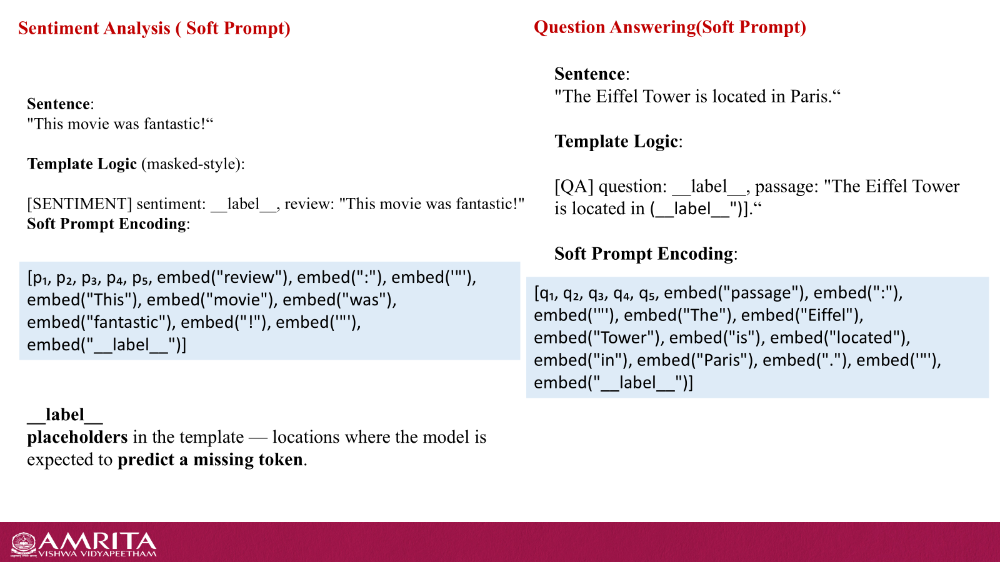 Sentiment Analysis ( Soft Prompt)
Sentence:
"This movie was fantastic!“
Template Logic (masked-style):
[SENTIMENT] sentiment: __label__, review: "This movie was fantastic!"
Soft Prompt Encoding:
[p₁, p₂, p₃, p₄, p₅, embed("review"), embed(":"), embed('"'),
embed("This"), embed("movie"), embed("was"),
embed("fantastic"), embed("!"), embed('"'),
embed("__label__")]
__label__
placeholders in the template — locations where the model is
expected to predict a missing token.
Question Answering(Soft Prompt)
Sentence:
"The Eiffel Tower is located in Paris.“
Template Logic:
[QA] question: __label__, passage: "The Eiffel Tower
is located in (__label__")].“
Soft Prompt Encoding:
[q₁, q₂, q₃, q₄, q₅, embed("passage"), embed(":"),
embed('"'), embed("The"), embed("Eiffel"),
embed("Tower"), embed("is"), embed("located"),
embed("in"), embed("Paris"), embed("."), embed('"'),
embed("__label__")]
AMRITA
VISHWA VIDYAPEETHAM